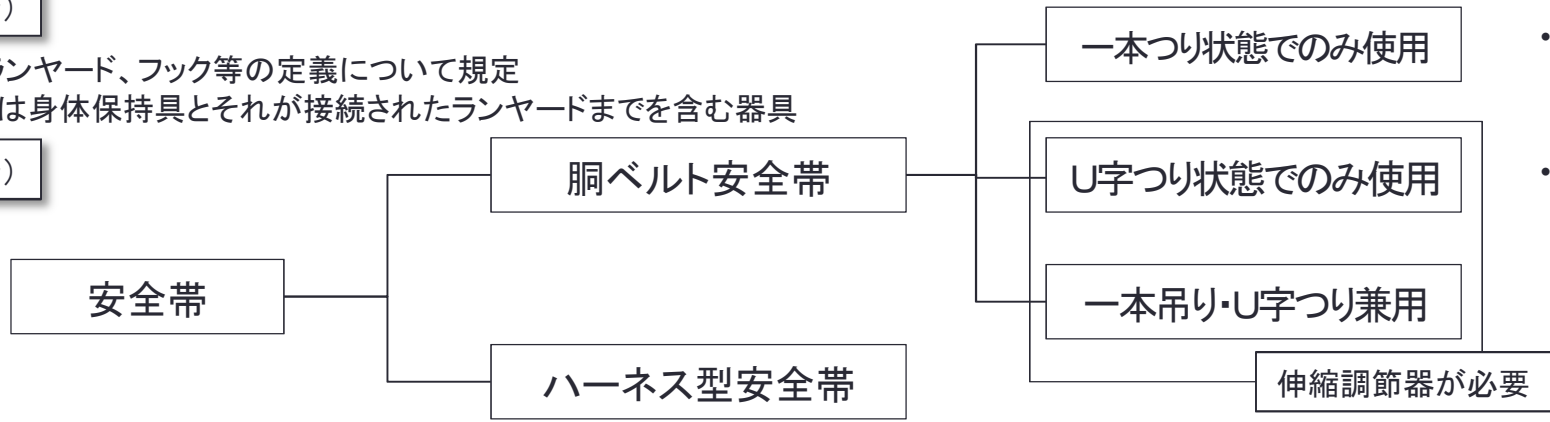 )
ランヤード、フック等の定義について規定
は身体保持具とそれが接続されたランヤードまでを含む器具
)
安全帯
胴ベルト安全帯
ハーネス型安全帯
一本つり状態でのみ使用
U字つり状態でのみ使用
一本吊り・U字つり兼用
伸縮調節器が必要
•
•